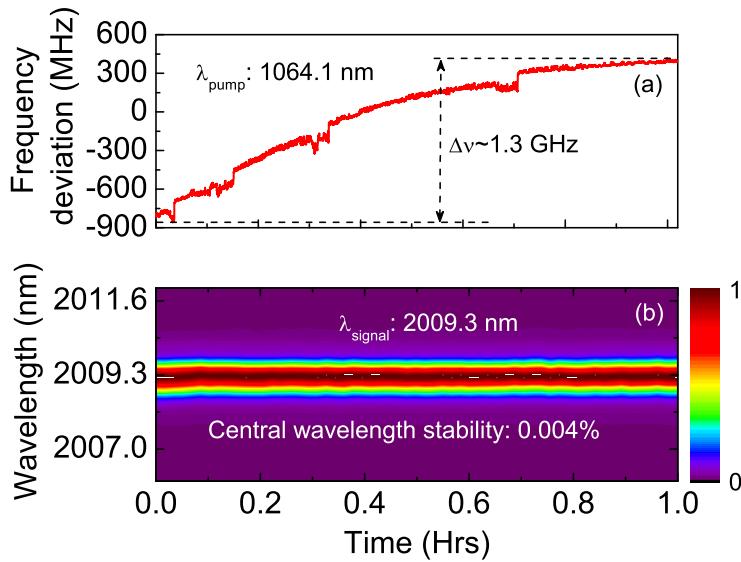 600
300
0
-300
-600
-900
Frequency
deviation (MHz)
λpump: 1064.1 nm
(a)
Δν~1.3 GHz
2011.6
2009.3
2007.0
Wavelength (nm)
λsignal: 2009.3 nm
(b)
Central wavelength stability: 0.004%
1
0
0.0 0.2 0.4 0.6 0.8 1.0
Time (Hrs)